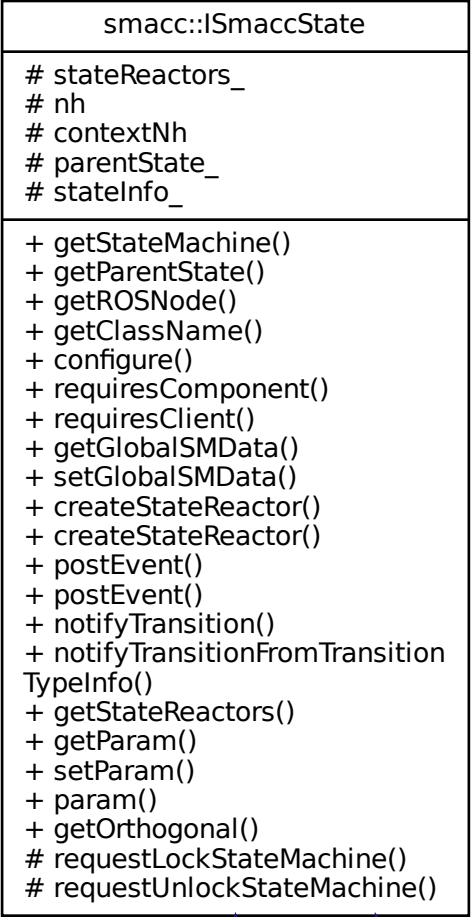 smacc::ISmaccState
# stateReactors_
# nh
# contextNh
# parentState_
# stateInfo_
+ getStateMachine()
+ getParentState()
+ getROSNode()
+ getClassName()
+ configure()
+ requiresComponent()
+ requiresClient()
+ getGlobalSMData()
+ setGlobalSMData()
+ createStateReactor()
+ createStateReactor()
+ postEvent()
+ postEvent()
+ notifyTransition()
+ notifyTransitionFromTransition
TypeInfo()
+ getStateReactors()
+ getParam()
+ setParam()
+ param()
+ getOrthogonal()
# requestLockStateMachine()
# requestUnlockStateMachine()